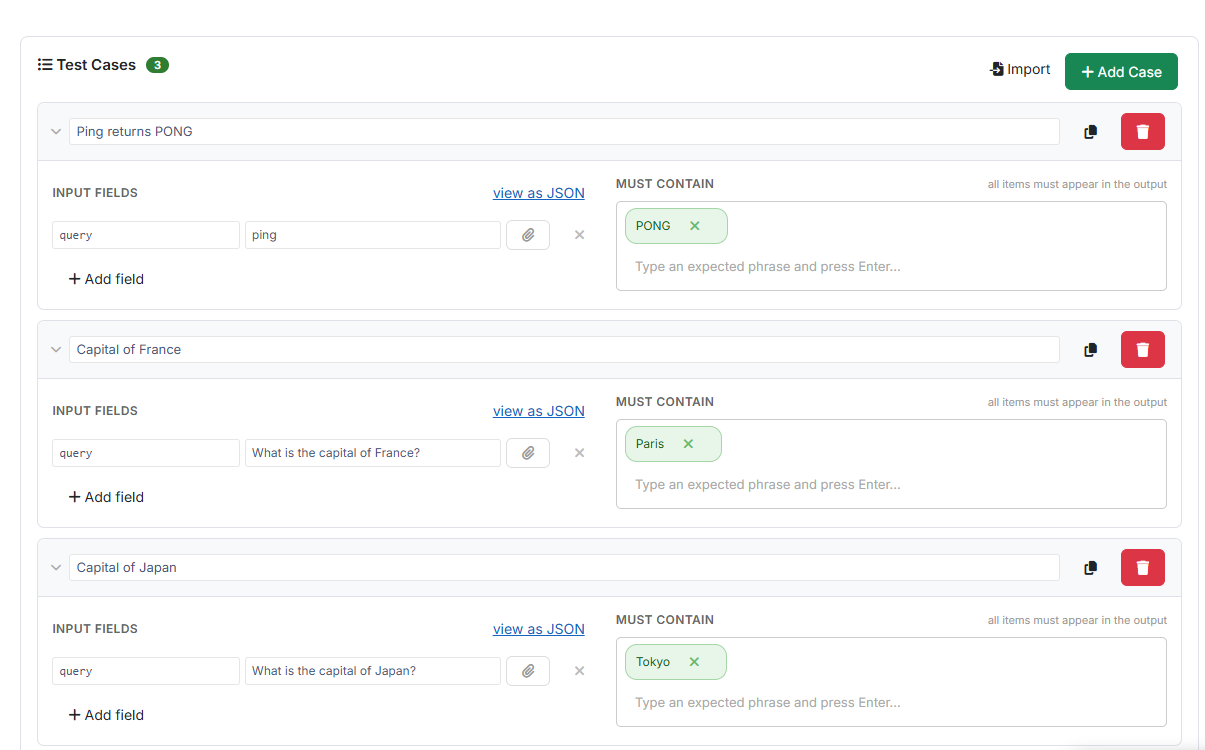 Test Cases 3 Import + Add Case
Ping returns PONG
INPUT FIELDS view as JSON
query ping
+ Add field
MUST CONTAIN all items must appear in the output
PONG ×
Type an expected phrase and press Enter...
Capital of France
INPUT FIELDS view as JSON
query What is the capital of France?
+ Add field
MUST CONTAIN all items must appear in the output
Paris ×
Type an expected phrase and press Enter...
Capital of Japan
INPUT FIELDS view as JSON
query What is the capital of Japan?
+ Add field
MUST CONTAIN all items must appear in the output
Tokyo ×
Type an expected phrase and press Enter...